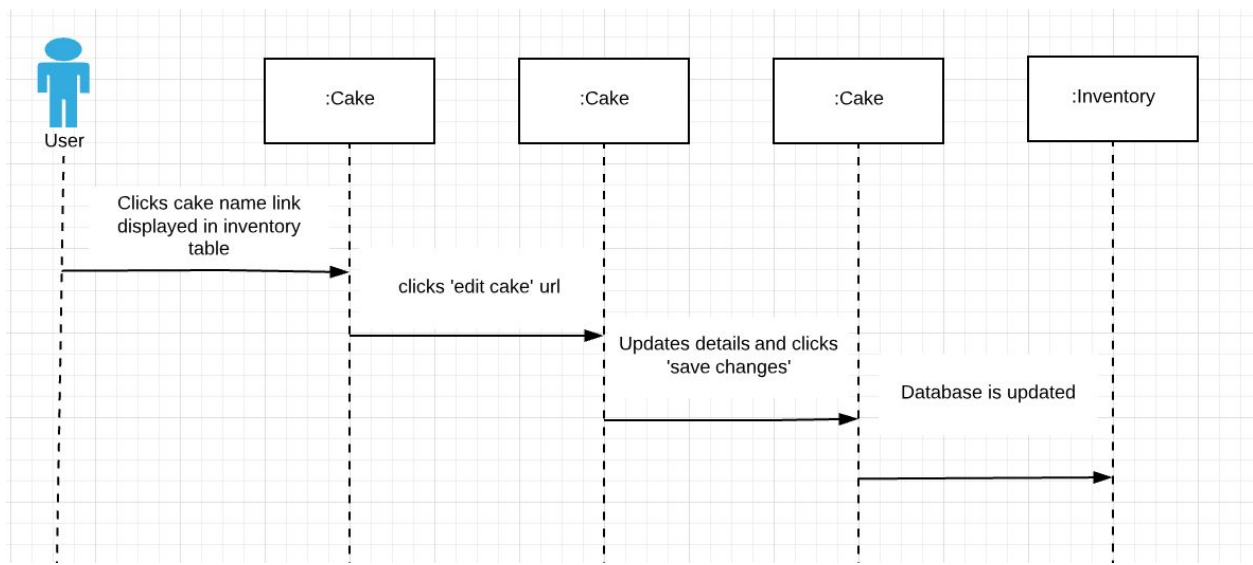 :Cake
:Cake
:Cake
:Inventory
User
Clicks cake name link
displayed in inventory
table
clicks 'edit cake' url
Updates details and clicks
'save changes'
Database is updated